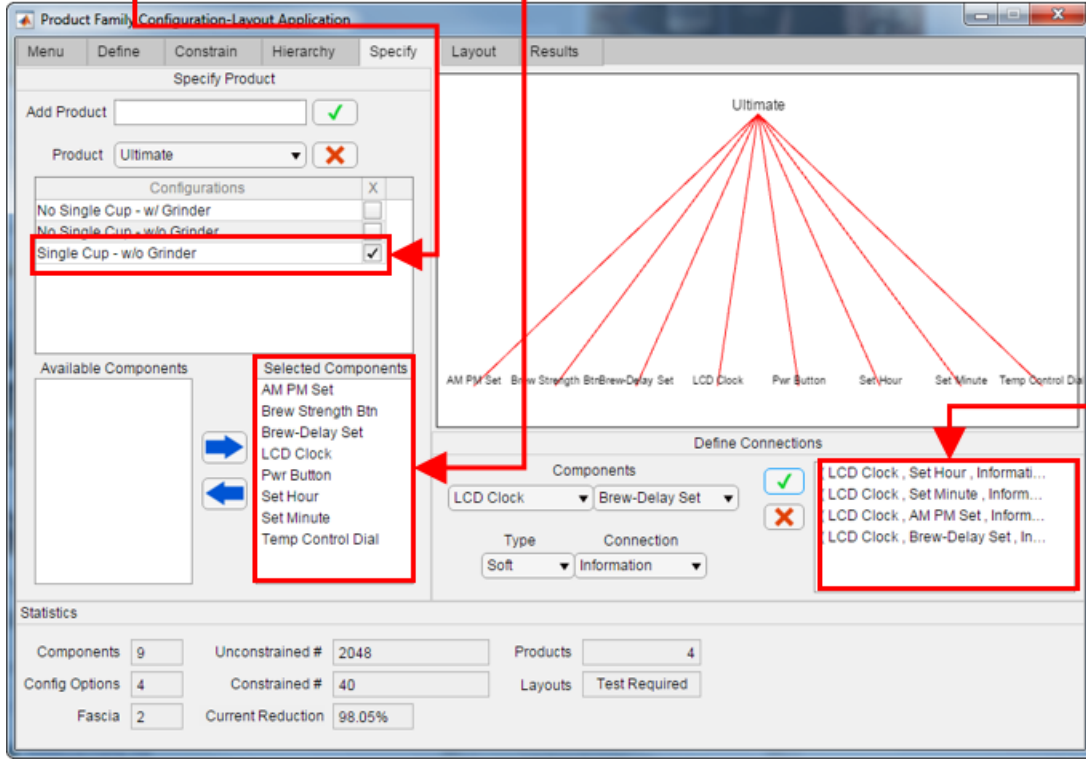 Product Family Configuration-Layout Application
Menu Define Constrain Hierarchy Specify Layout Results
Specify Product
Add Product
Product Ultimate
Configurations X
No Single Cup - w/ Grinder
No Single Cup - w/o Grinder
Single Cup - w/o Grinder
Available Components
Selected Components
AM PM Set
Brew Strength Btn
Brew-Delay Set
LCD Clock
Pwr Button
Set Hour
Set Minute
Temp Control Dial
Ultimate
AM PM Set Brew Strength Btn Brew-Delay Set LCD Clock Pwr Button Set Hour Set Minute Temp Control Dia
Define Connections
Components
LCD Clock Brew-Delay Set
Type Connection
Soft Information
LCD Clock , Set Hour , Informati...
LCD Clock , Set Minute , Inform...
LCD Clock , AM PM Set , Inform...
LCD Clock , Brew-Delay Set , In...
Statistics
Components 9 Unconstrained # 2048 Products 4
Config Options 4 Constrained # 40 Layouts Test Required
Fascia 2 Current Reduction 98.05%